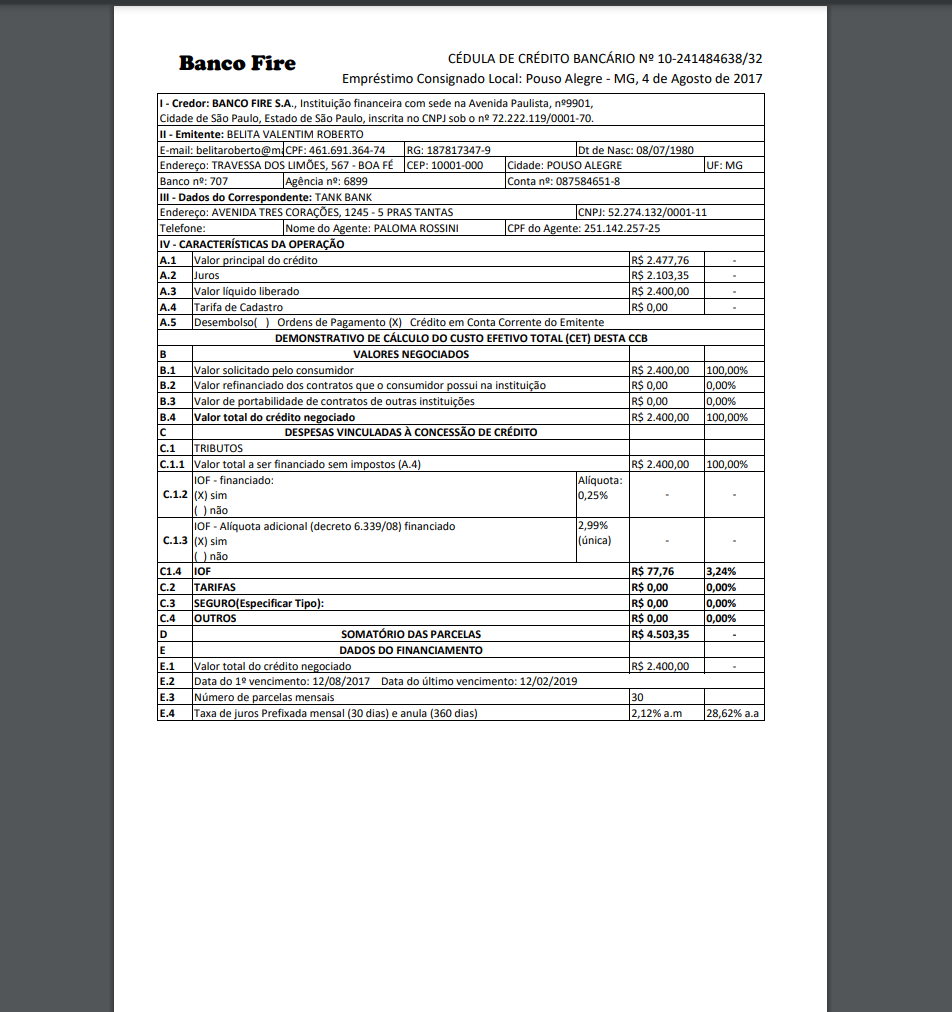 Banco Fire
CÉDULA DE CRÉDITO BANCÁRIO Nº 10-241484638/32
Empréstimo Consignado Local: Pouso Alegre - MG, 4 de Agosto de 2017
I - Credor: BANCO FIRE S.A., Instituição financeira com sede na Avenida Paulista, nº9901,
Cidade de São Paulo, Estado de São Paulo, inscrita no CNPJ sob o nº 72.222.119/0001-70.
II - Emitente: BELITA VALENTIM ROBERTO
E-mail: belitaroberto@ma CPF: 461.691.364-74 RG: 187817347-9 Dt de Nasc: 08/07/1980
Endereço: TRAVESSA DOS LIMÕES, 567 - BOA FÉ CEP: 10001-000 Cidade: POUSO ALEGRE UF: MG
Banco nº: 707 Agência nº: 6899 Conta nº: 087584651-8
III - Dados do Correspondente: TANK BANK
Endereço: AVENIDA TRES CORAÇÕES, 1245 - 5 PRAS TANTAS CNPJ: 52.274.132/0001-11
Telefone: Nome do Agente: PALOMA ROSSINI CPF do Agente: 251.142.257-25
IV - CARACTERÍSTICAS DA OPERAÇÃO
A.1 Valor principal do crédito R$ 2.477,76 -
A.2 Juros R$ 2.103,35 -
A.3 Valor líquido liberado R$ 2.400,00 -
A.4 Tarifa de Cadastro R$ 0,00 -
A.5 Desembolso( ) Ordens de Pagamento (X) Crédito em Conta Corrente do Emitente
DEMONSTRATIVO DE CÁLCULO DO CUSTO EFETIVO TOTAL (CET) DESTA CCB
B VALORES NEGOCIADOS
B.1 Valor solicitado pelo consumidor R$ 2.400,00 100,00%
B.2 Valor refinanciado dos contratos que o consumidor possui na instituição R$ 0,00 0,00%
B.3 Valor de portabilidade de contratos de outras instituições R$ 0,00 0,00%
B.4 Valor total do crédito negociado R$ 2.400,00 100,00%
C DESPESAS VINCULADAS À CONCESSÃO DE CRÉDITO
C.1 TRIBUTOS
C.1.1 Valor total a ser financiado sem impostos (A.4) R$ 2.400,00 100,00%
IOF - financiado: Alíquota:
C.1.2 (X) sim 0,25% - -
( ) não
IOF - Alíquota adicional (decreto 6.339/08) financiado 2,99%
C.1.3 (X) sim (única) - -
( ) não
C1.4 IOF R$ 77,76 3,24%
C.2 TARIFAS R$ 0,00 0,00%
C.3 SEGURO(Especificar Tipo): R$ 0,00 0,00%
C.4 OUTROS R$ 0,00 0,00%
D SOMATÓRIO DAS PARCELAS R$ 4.503,35 -
E DADOS DO FINANCIAMENTO
E.1 Valor total do crédito negociado R$ 2.400,00 -
E.2 Data do 1º vencimento: 12/08/2017 Data do último vencimento: 12/02/2019
E.3 Número de parcelas mensais 30
E.4 Taxa de juros Prefixada mensal (30 dias) e anula (360 dias) 2,12% a.m 28,62% a.a